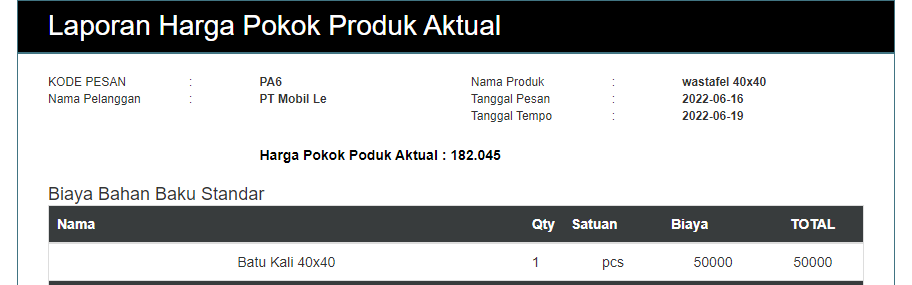 Laporan Harga Pokok Produk Aktual
KODE PESAN : PA6 Nama Produk : wastafel 40x40
Nama Pelanggan : PT Mobil Le Tanggal Pesan : 2022-06-16
Tanggal Tempo : 2022-06-19
Harga Pokok Poduk Aktual : 182.045
Biaya Bahan Baku Standar
Nama Qty Satuan Biaya TOTAL
Batu Kali 40x40 1 pcs 50000 50000